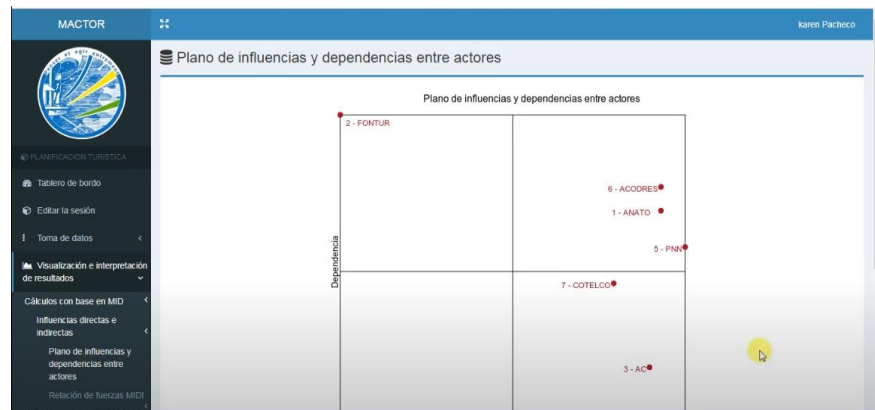 MACTOR
karen Pacheco
Plano de influencias y dependencias entre actores
PLANIFICACION TURISTICA
Tablero de bordo
Editar la sesión
Toma de datos
Visualización e interpretación
de resultados
Cálculos con base en MID
Influencias directas e
indirectas
Plano de influencias y
dependencias entre
actores
Relación de fuerzas MIDI
Plano de influencias y dependencias entre actores
2 - FONTUR
6 - ACODRES
1 - ANATO
5 - PNN
Dependencia
7 - COTELCO
3 - AC